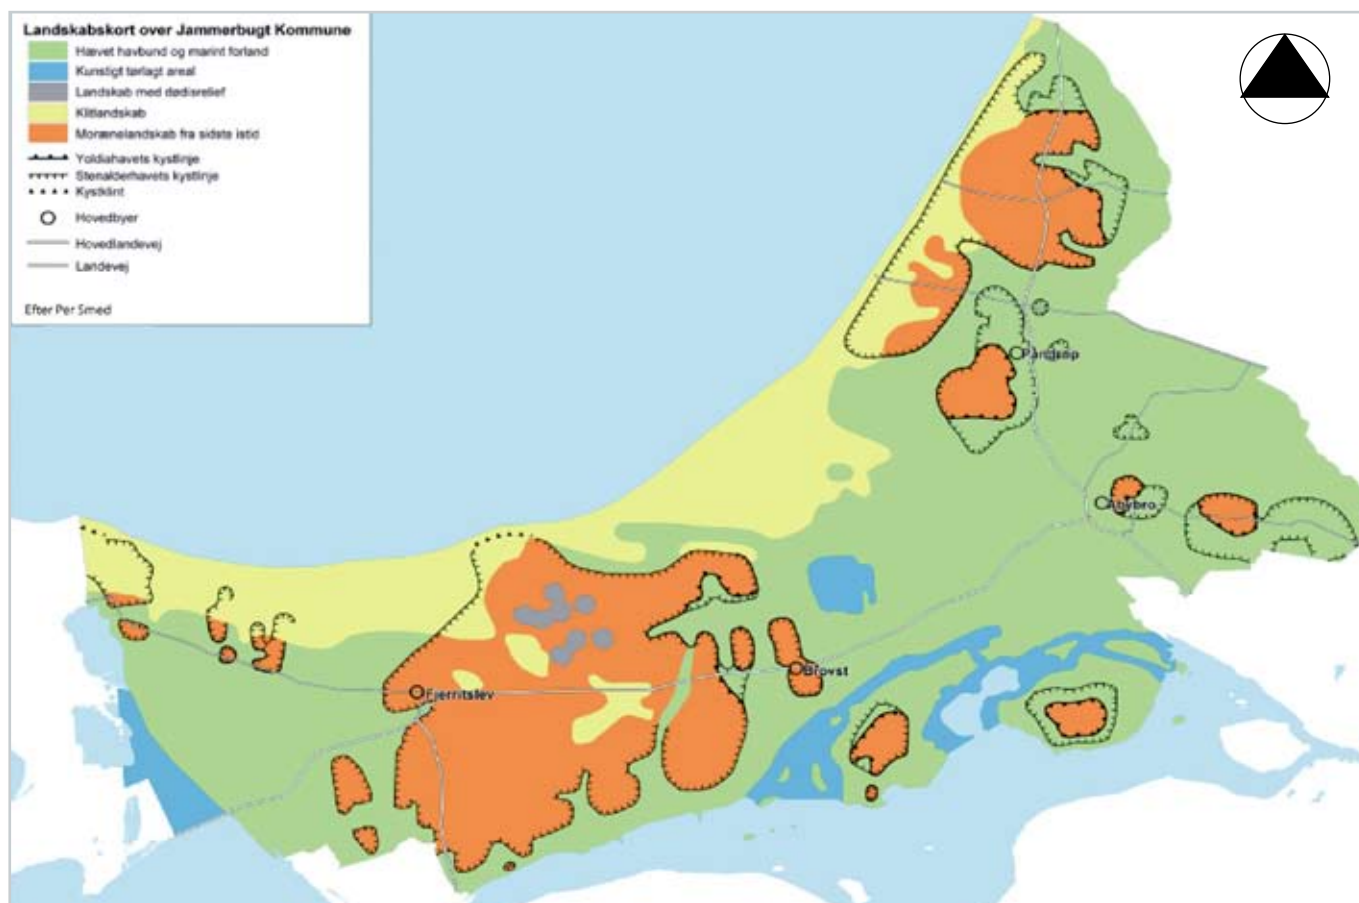 Landskabskort over Jammerbugt Kommune
Hævet havbund og marint forland
Kunstigt tørlagt areal
Landskab med dødisrelief
Klitlandskab
Morænelandskab fra sidste istid
Yoldiahavets kystlinje
Stenalderhavets kystlinje
Kystklint
Hovedbyer
Hovedlandevej
Landevej
Efter Per Smed
Pandrup
Åbybro
Brovst
Fjerritslev